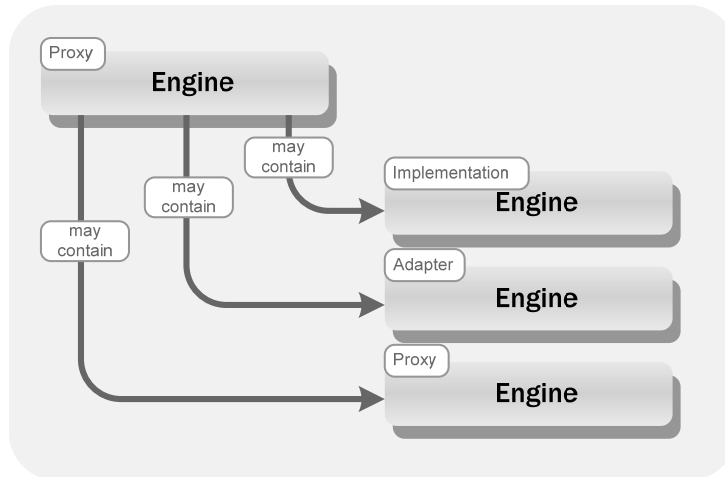 Proxy
Engine
may
contain
may
contain
may
contain
Implementation
Engine
Adapter
Engine
Proxy
Engine